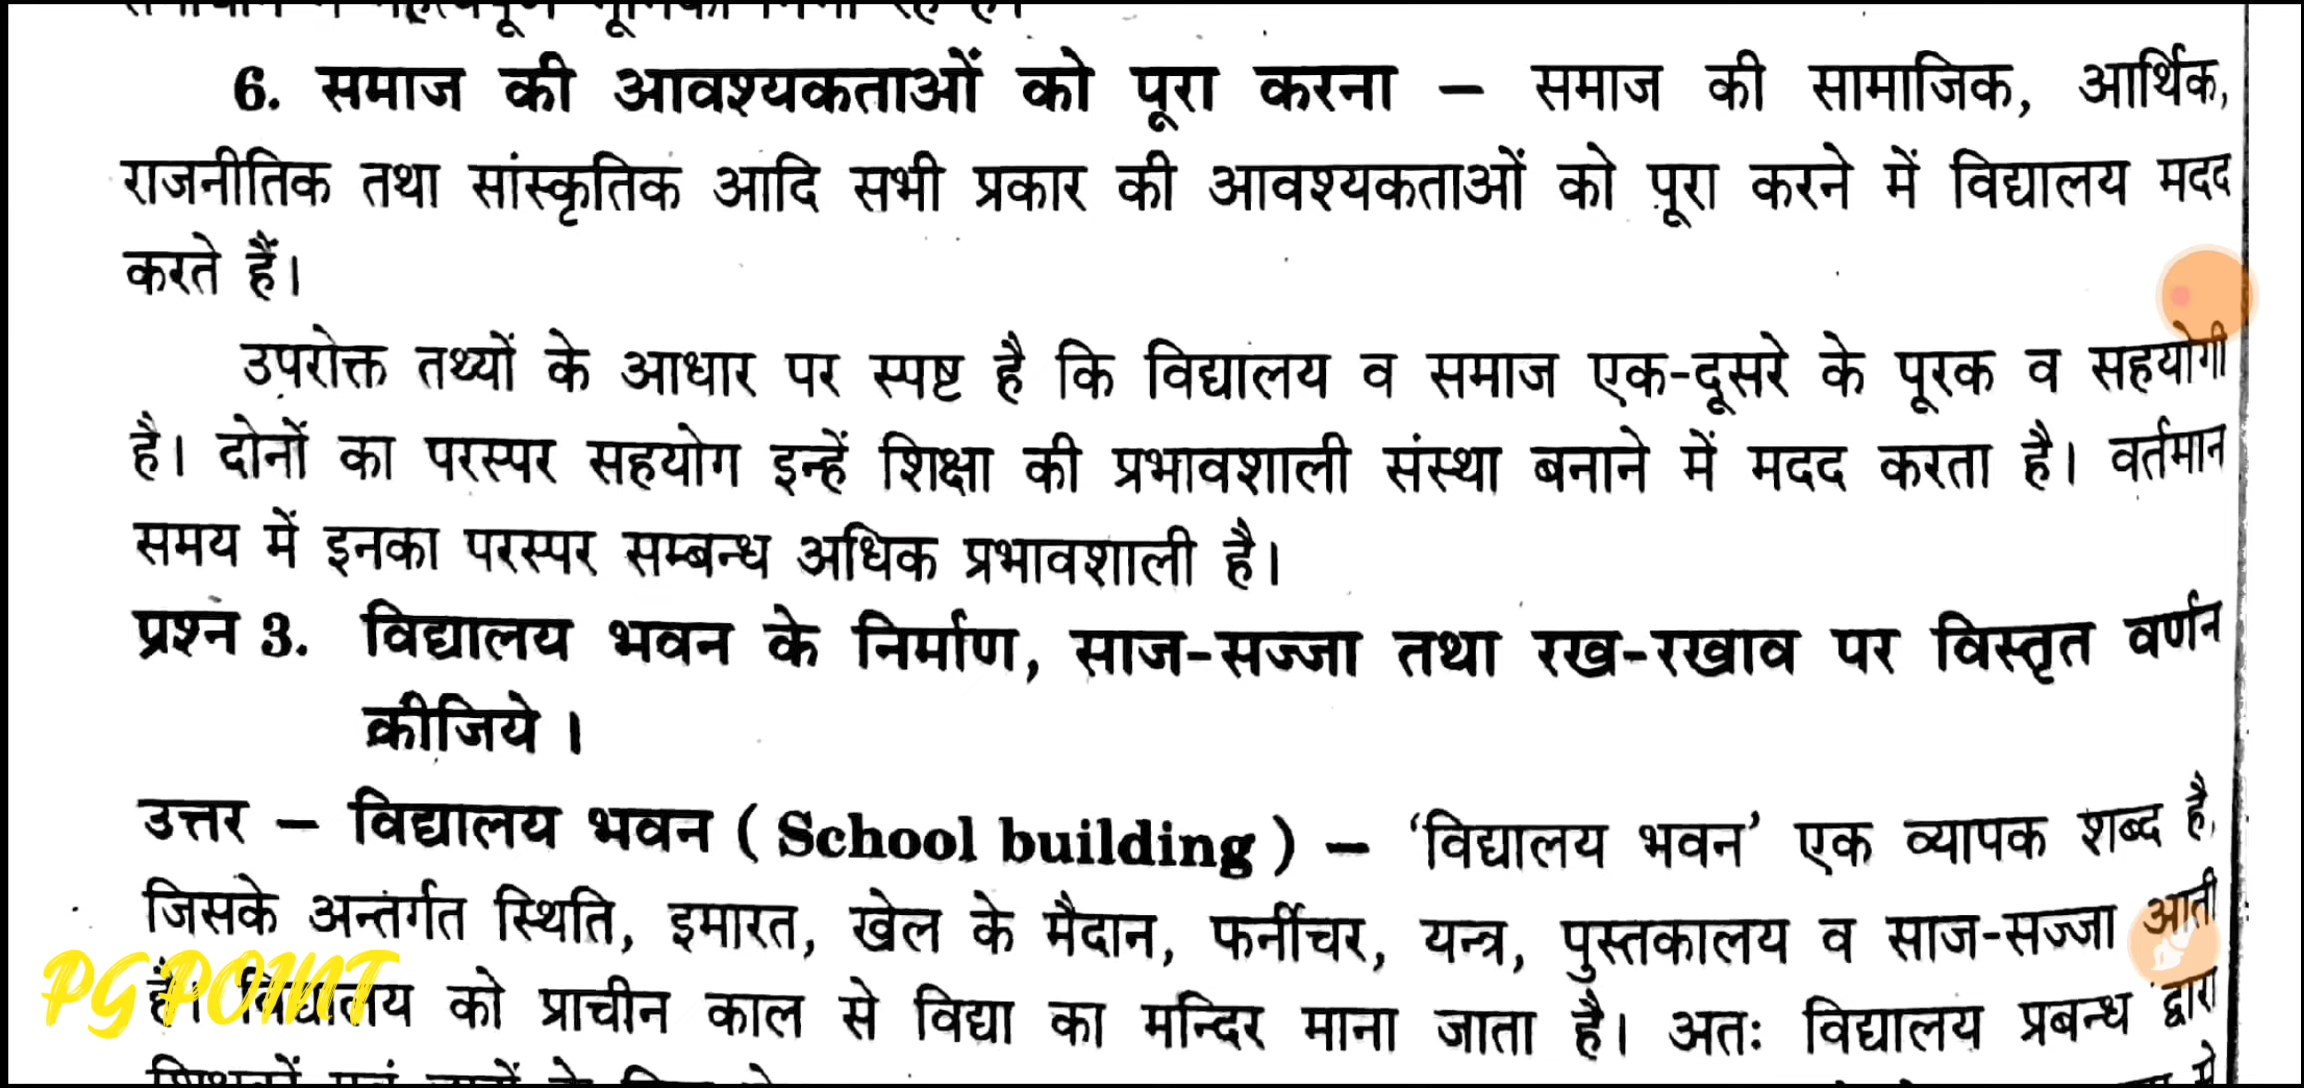 6. समाज की आवश्यकताओं को पूरा करना – समाज की सामाजिक, आर्थिक,
राजनीतिक तथा सांस्कृतिक आदि सभी प्रकार की आवश्यकताओं को पूरा करने में विद्यालय मदद
करते हैं।
उपरोक्त तथ्यों के आधार पर स्पष्ट है कि विद्यालय व समाज एक-दूसरे के पूरक व सहयोगी
है। दोनों का परस्पर सहयोग इन्हें शिक्षा की प्रभावशाली संस्था बनाने में मदद करता है। वर्तमान
समय में इनका परस्पर सम्बन्ध अधिक प्रभावशाली है।
प्रश्न 3. विद्यालय भवन के निर्माण, साज-सज्जा तथा रख-रखाव पर विस्तृत वर्णन
कीजिये।
उत्तर – विद्यालय भवन ( School building ) – ‘विद्यालय भवन’ एक व्यापक शब्द है,
जिसके अन्तर्गत स्थिति, इमारत, खेल के मैदान, फर्नीचर, यन्त्र, पुस्तकालय व साज-सज्जा आती
है। विद्यालय को प्राचीन काल से विद्या का मन्दिर माना जाता है। अतः विद्यालय प्रबन्ध द्वारा
PG POINT